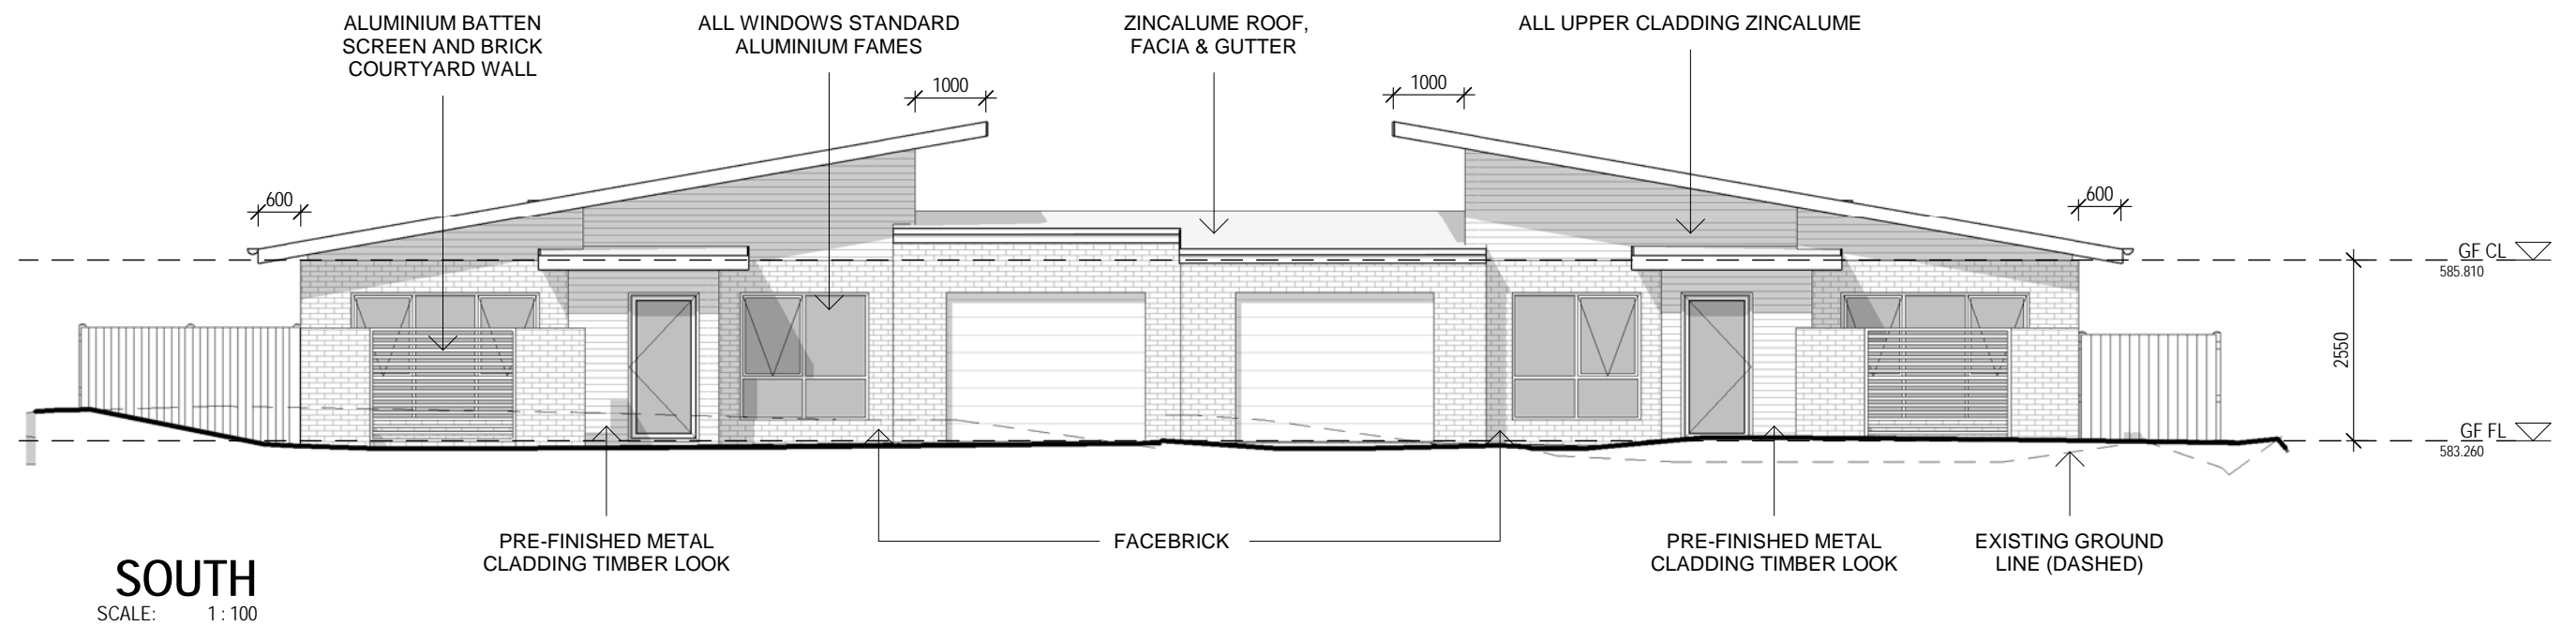 ALUMINIUM BATTEN
SCREEN AND BRICK
COURTYARD WALL
ALL WINDOWS STANDARD
ALUMINIUM FAMES
ZINCALUME ROOF,
FACIA & GUTTER
ALL UPPER CLADDING ZINCALUME
1000
1000
600
600
GF CL
585.810
2550
GF FL
583.260
PRE-FINISHED METAL
CLADDING TIMBER LOOK
FACEBRICK
PRE-FINISHED METAL
CLADDING TIMBER LOOK
EXISTING GROUND
LINE (DASHED)
SOUTH
SCALE: 1 : 100